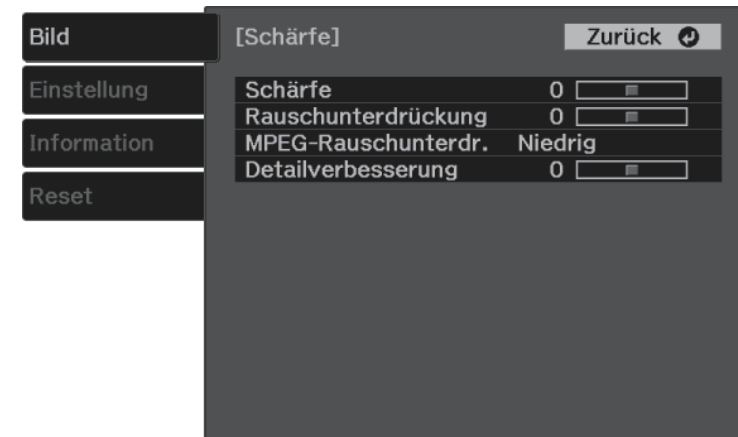 Bild
Einstellung
Information
Reset
[Schärfe]
Zurück
Schärfe 0
Rauschunterdrückung 0
MPEG-Rauschunterdr. Niedrig
Detailverbesserung 0